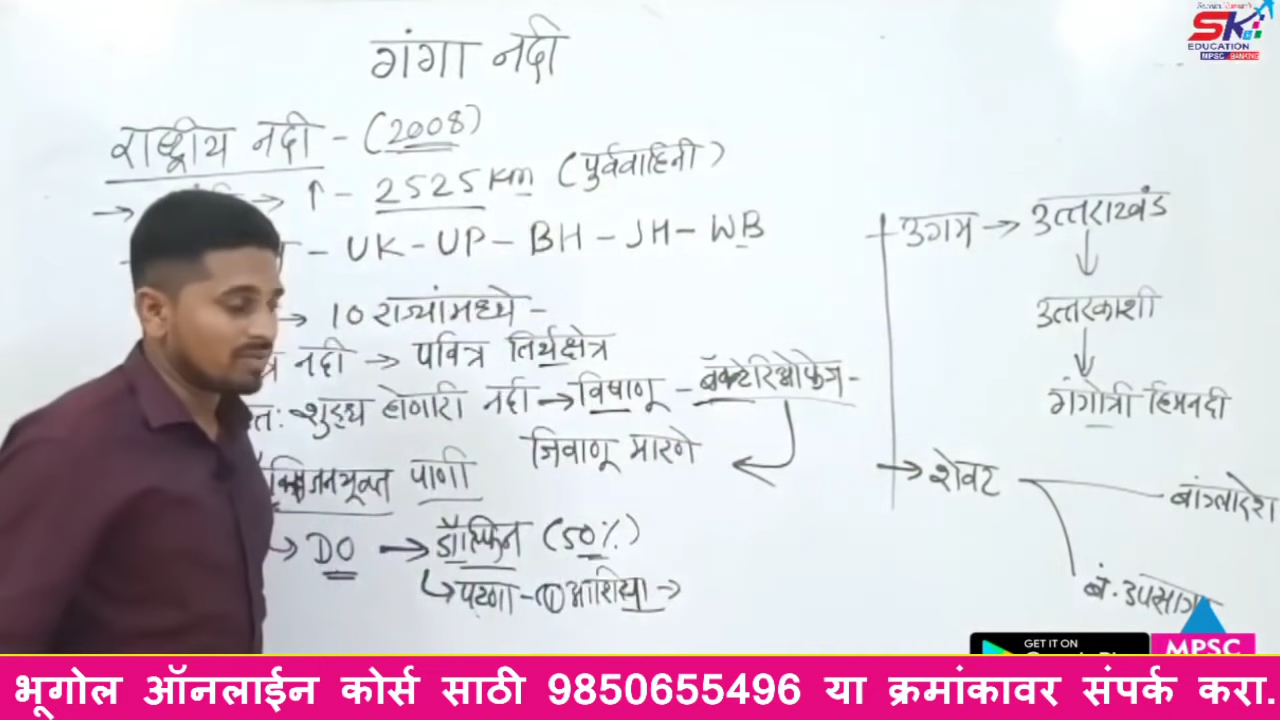 गंगा नदी
राष्ट्रीय नदी - (2008)
→ ↑ - 2525 km (पुर्ववाहिनी)
- UK - UP - BH - JH - WB
→ 10 राज्यांमध्ये -
नदी → पवित्र तिर्थक्षेत्र
तः शुद्ध होणारी नदी → विषाणू - बॅक्टेरिओफेज -
जिवाणू मारणे
पाणी
→ DO → डॉल्फिन (50%)
पटणा - ① आशिया →
उगम → उत्तराखंड
उत्तरकाशी
गंगोत्री हिमनदी
→ शेवट
बांग्लादेश
बं. उपसागर
SK
EDUCATION
MPSC BANKING
GET IT ON
MPSC
भूगोल ऑनलाईन कोर्स साठी 9850655496 या क्रमांकावर संपर्क करा.